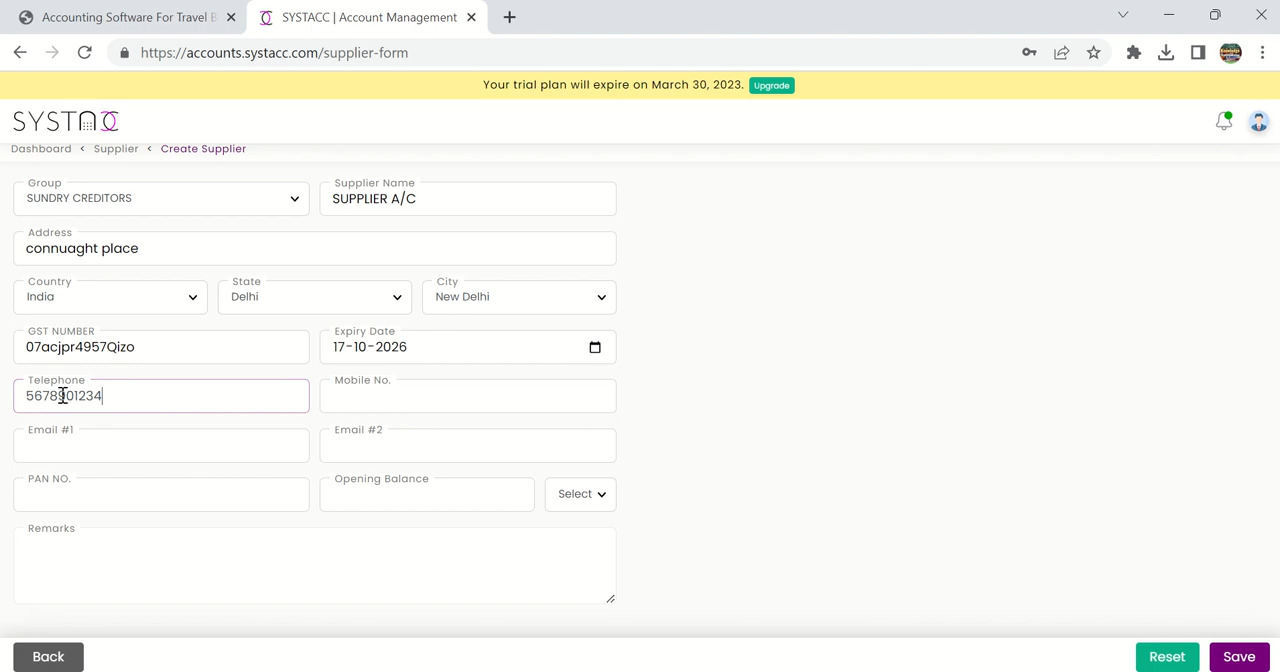 Accounting Software For Travel B
SYSTACC | Account Management
https://accounts.systacc.com/supplier-form
Your trial plan will expire on March 30, 2023. Upgrade
SYSTACC
Dashboard < Supplier < Create Supplier
Group
SUNDRY CREDITORS
Supplier Name
SUPPLIER A/C
Address
connuaght place
Country
India
State
Delhi
City
New Delhi
GST NUMBER
07acjpr4957Qizo
Expiry Date
17-10-2026
Telephone
5678901234
Mobile No.
Email #1
Email #2
PAN NO.
Opening Balance
Select
Remarks
Back
Reset
Save